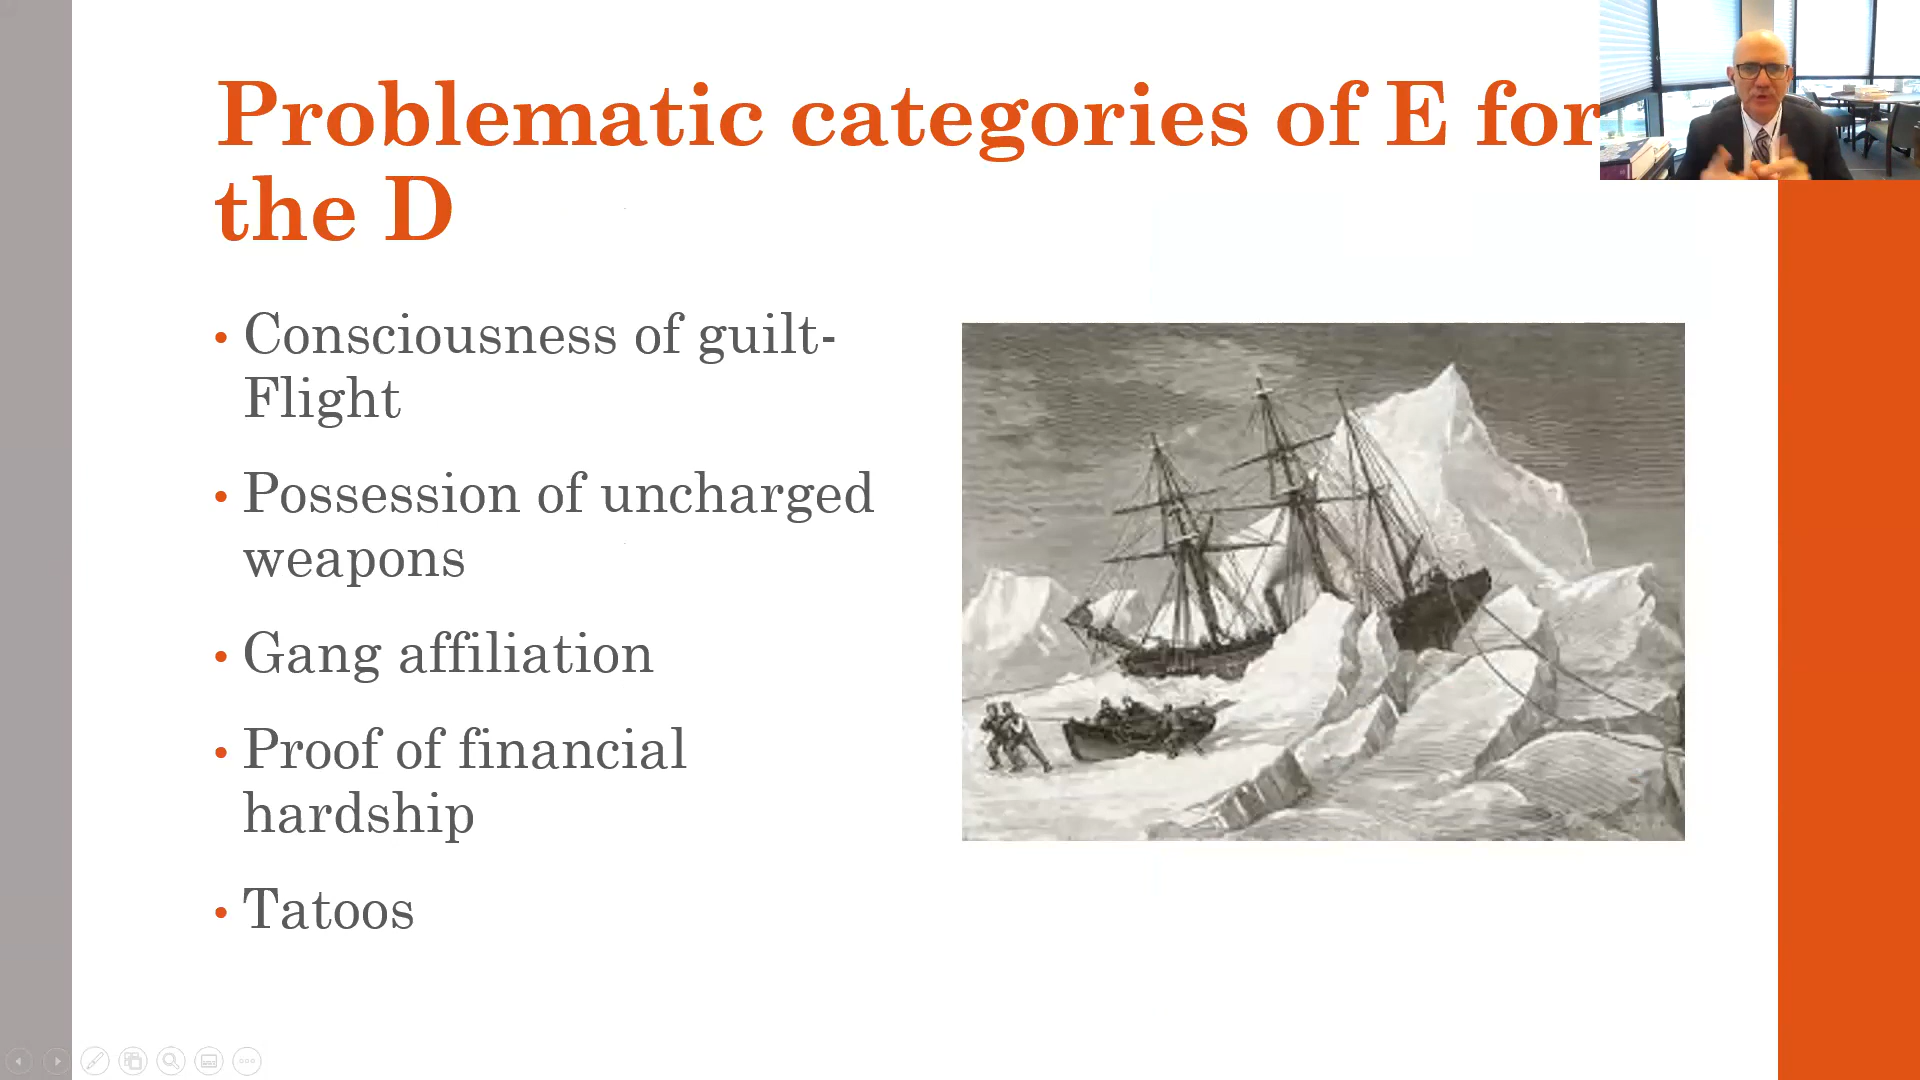 Problematic categories of E for
the D
• Consciousness of guilt-
Flight
• Possession of uncharged
weapons
• Gang affiliation
• Proof of financial
hardship
• Tatoos